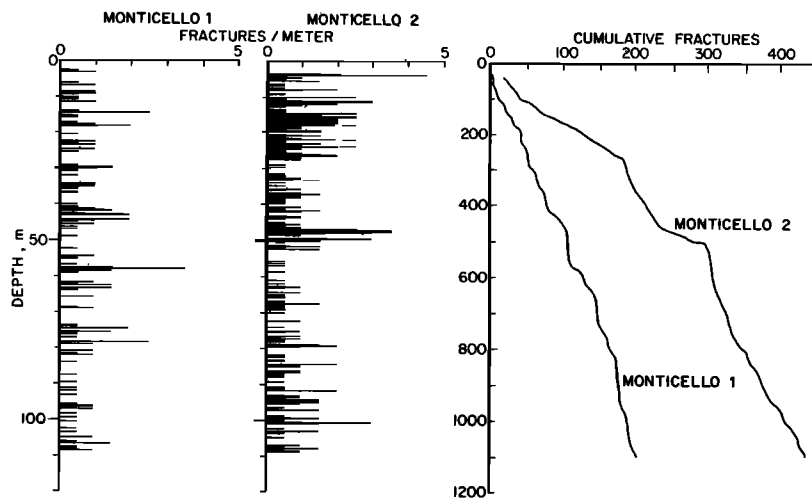 MONTICELLO 1 MONTICELLO 2
FRACTURES / METER
0 5 0 5
0
50
100
DEPTH, m
CUMULATIVE FRACTURES
0 100 200 300 400
0
200
400
600
800
1000
1200
MONTICELLO 2
MONTICELLO 1